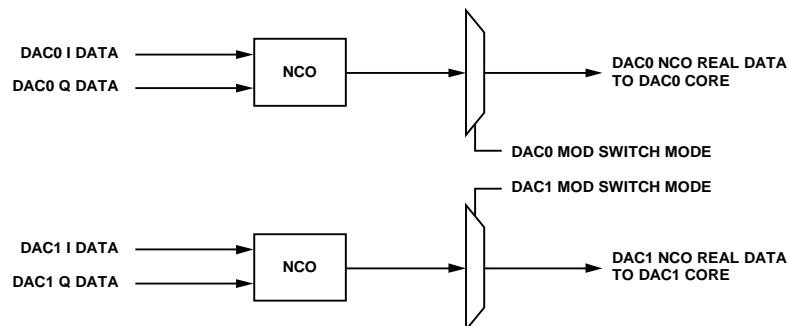 DAC0 I DATA
DAC0 Q DATA
NCO
DAC0 NCO REAL DATA
TO DAC0 CORE
DAC0 MOD SWITCH MODE
DAC1 MOD SWITCH MODE
DAC1 I DATA
DAC1 Q DATA
NCO
DAC1 NCO REAL DATA
TO DAC1 CORE